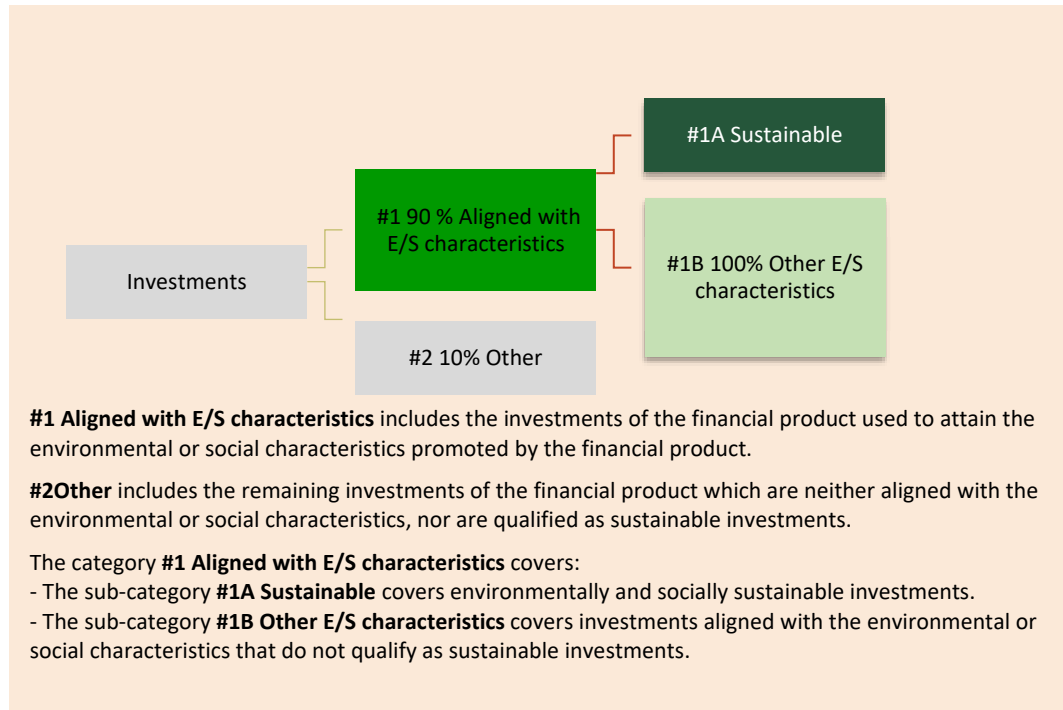 #1A Sustainable
#1 90 % Aligned with
E/S characteristics
#1B 100% Other E/S
characteristics
Investments
#2 10% Other
#1 Aligned with E/S characteristics includes the investments of the financial product used to attain the
environmental or social characteristics promoted by the financial product.
#2Other includes the remaining investments of the financial product which are neither aligned with the
environmental or social characteristics, nor are qualified as sustainable investments.
The category #1 Aligned with E/S characteristics covers:
- The sub-category #1A Sustainable covers environmentally and socially sustainable investments.
- The sub-category #1B Other E/S characteristics covers investments aligned with the environmental or
social characteristics that do not qualify as sustainable investments.